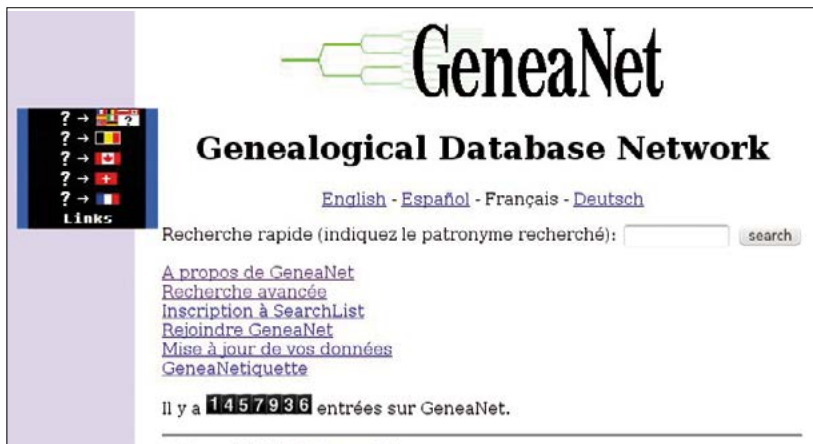 GeneaNet
? → ?
? → 
? → 
? → 
? → 
Links
Genealogical Database Network
English - Español - Français - Deutsch
Recherche rapide (indiquez le patronyme recherché): search
A propos de GeneaNet
Recherche avancée
Inscription à SearchList
Rejoindre GeneaNet
Mise à jour de vos données
GeneaNetiquette
Il y a 1457936 entrées sur GeneaNet.